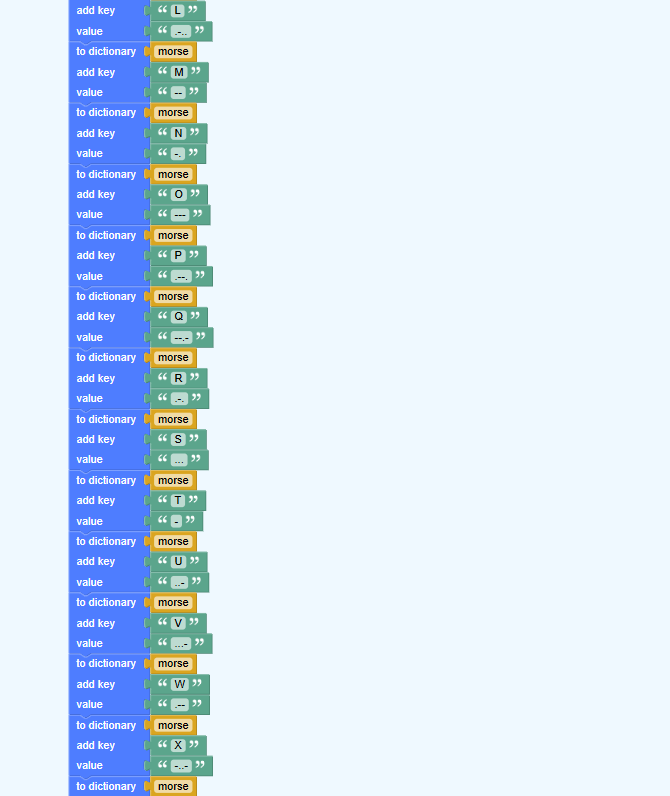 add key “ L ”
value “ .-.. ”
to dictionary morse
add key “ M ”
value “ -- ”
to dictionary morse
add key “ N ”
value “ -. ”
to dictionary morse
add key “ O ”
value “ --- ”
to dictionary morse
add key “ P ”
value “ .--. ”
to dictionary morse
add key “ Q ”
value “ --.- ”
to dictionary morse
add key “ R ”
value “ .-. ”
to dictionary morse
add key “ S ”
value “ ... ”
to dictionary morse
add key “ T ”
value “ - ”
to dictionary morse
add key “ U ”
value “ ..- ”
to dictionary morse
add key “ V ”
value “ ...- ”
to dictionary morse
add key “ W ”
value “ .-- ”
to dictionary morse
add key “ X ”
value “ -..- ”
to dictionary morse